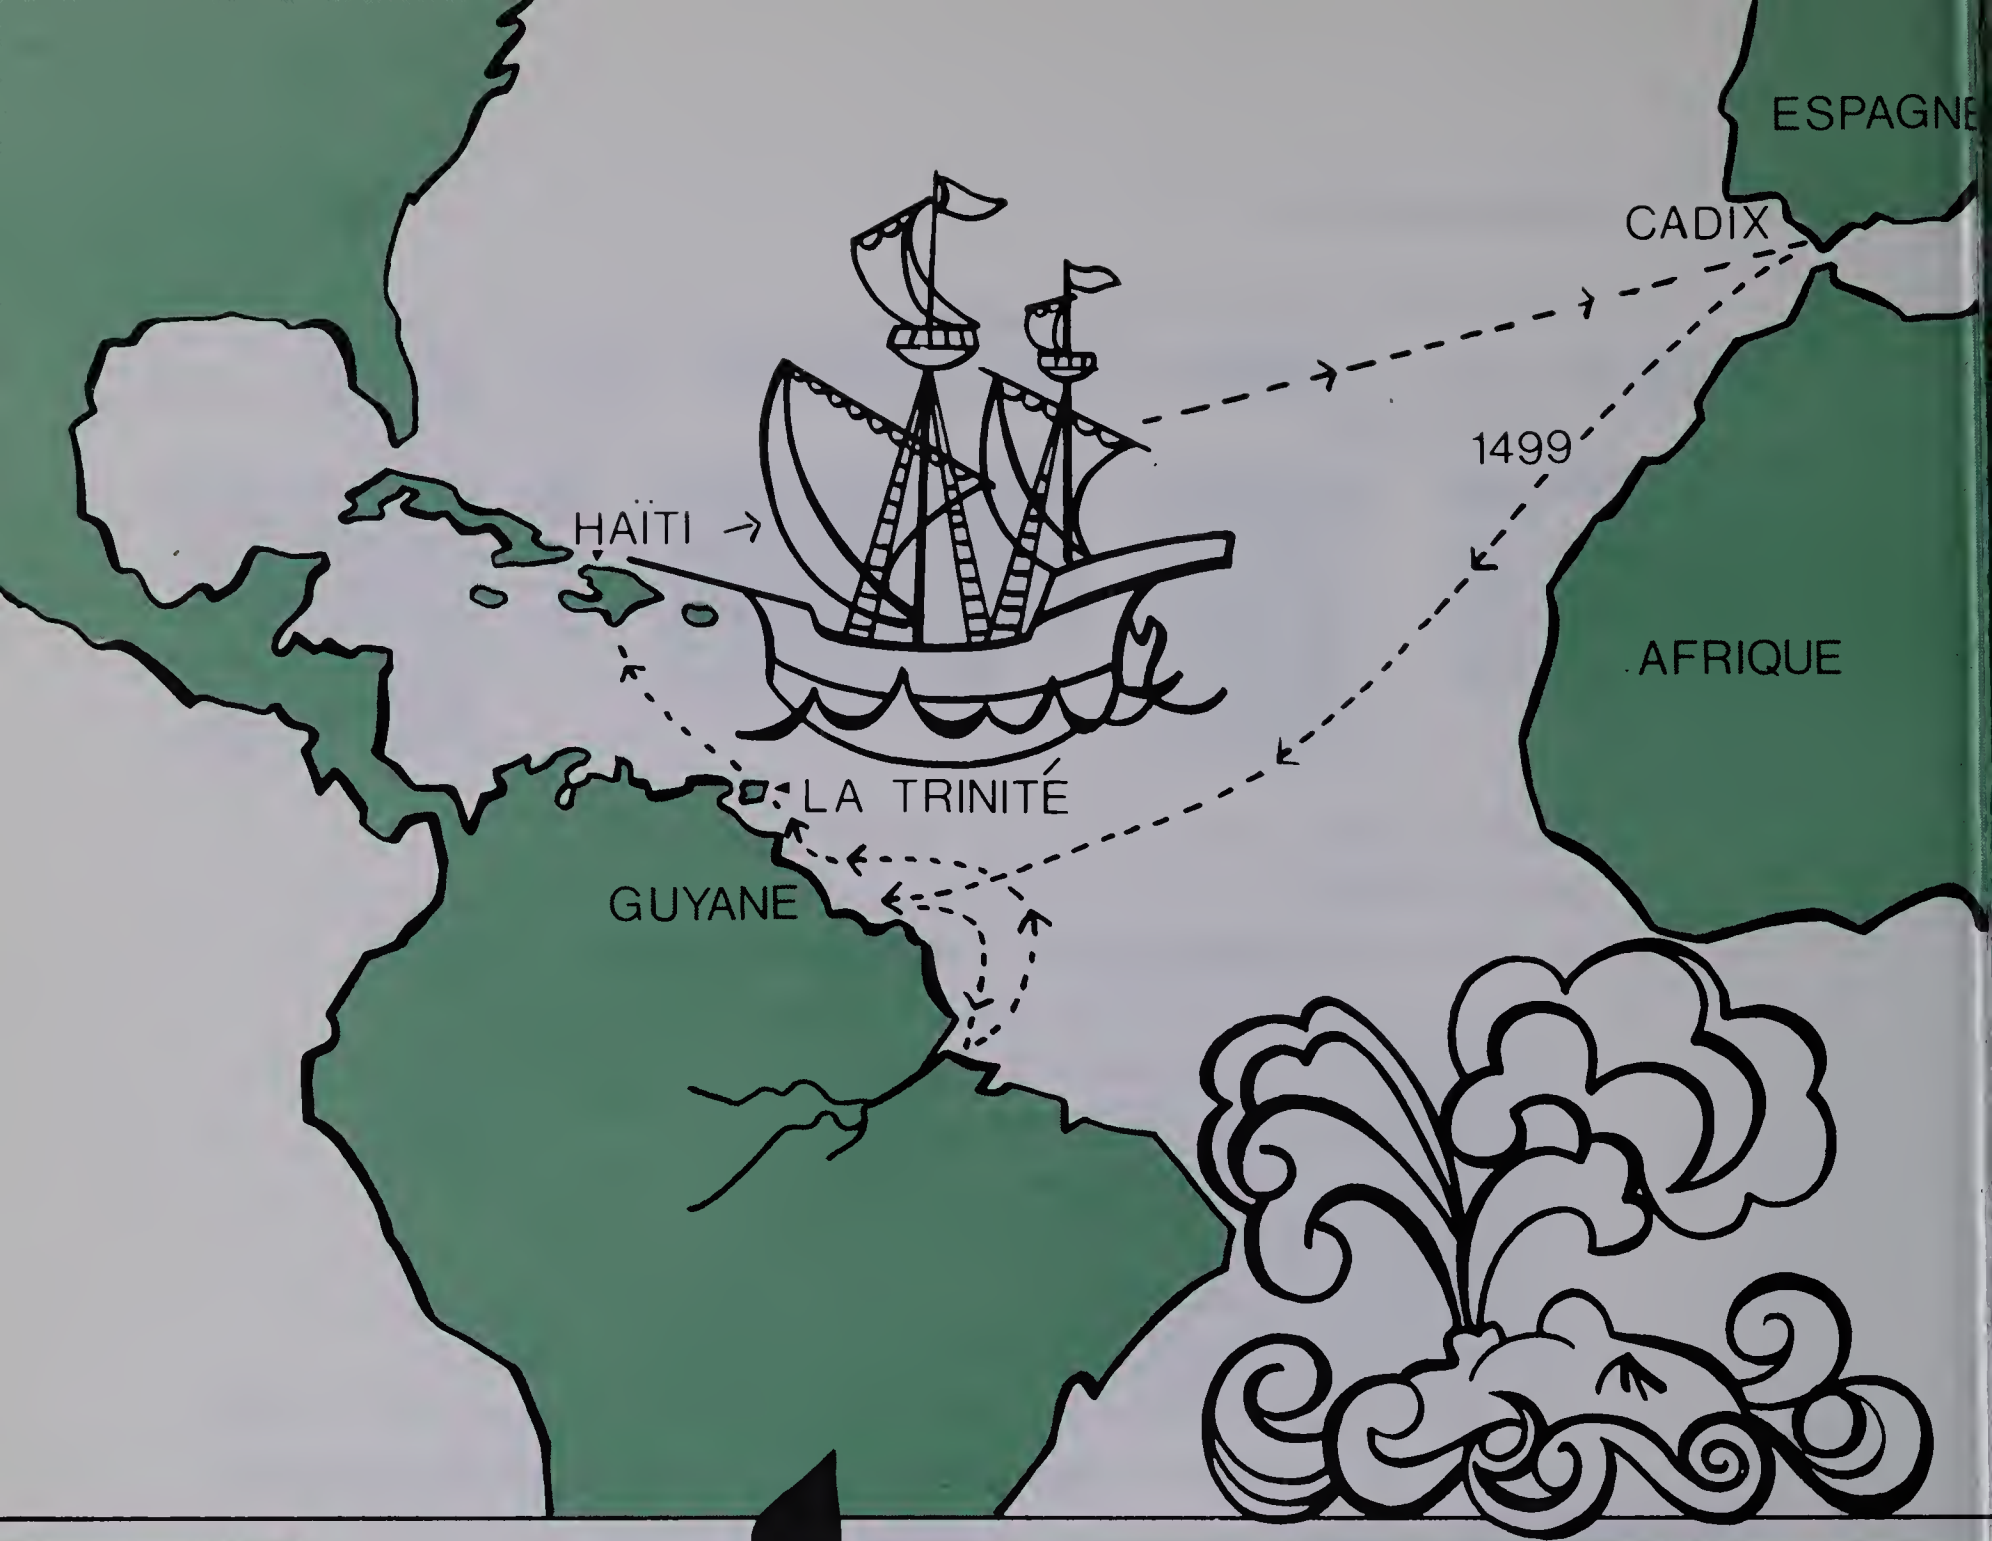 ESPAGNE
CADIX
1499
HAÏTI
AFRIQUE
LA TRINITÉ
GUYANE